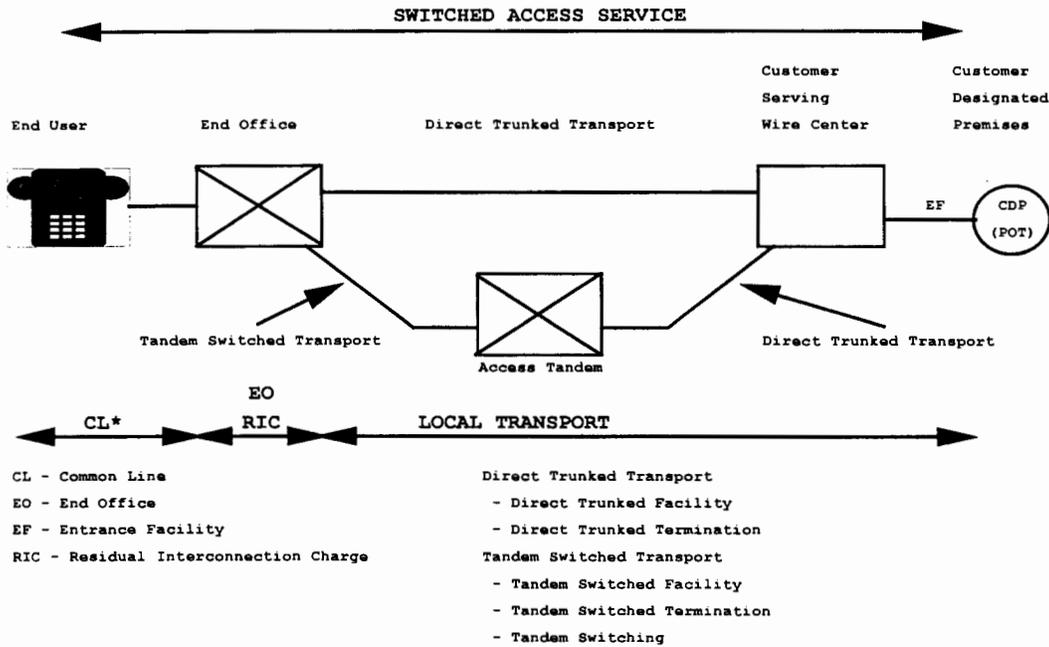 SWITCHED ACCESS SERVICE
Customer
Serving
Wire Center
Customer
Designated
Premises
End User
End Office
Direct Trunked Transport
EF
CDP
(POT)
Tandem Switched Transport
Access Tandem
Direct Trunked Transport
CL*
EO
RIC
LOCAL TRANSPORT
CL - Common Line
EO - End Office
EF - Entrance Facility
RIC - Residual Interconnection Charge
Direct Trunked Transport
- Direct Trunked Facility
- Direct Trunked Termination
Tandem Switched Transport
- Tandem Switched Facility
- Tandem Switched Termination
- Tandem Switching